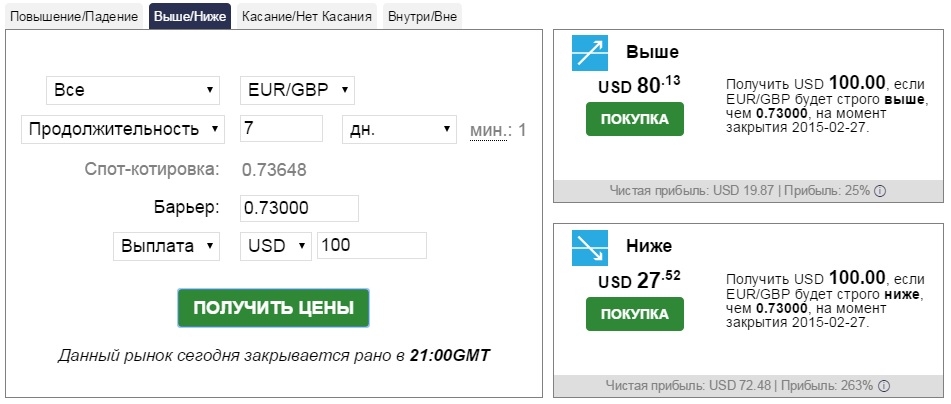 Повышение/Падение
Выше/Ниже
Касание/Нет Касания
Внутри/Вне
Все
EUR/GBP
Продолжительность
7
дн.
мин.: 1
Спот-котировка: 0.73648
Барьер: 0.73000
Выплата
USD
100
ПОЛУЧИТЬ ЦЕНЫ
Данный рынок сегодня закрывается рано в 21:00GMT
Выше
USD 80.13
ПОКУПКА
Получить USD 100.00, если
EUR/GBP будет строго выше,
чем 0.73000, на момент
закрытия 2015-02-27.
Чистая прибыль: USD 19.87 | Прибыль: 25%
Ниже
USD 27.52
ПОКУПКА
Получить USD 100.00, если
EUR/GBP будет строго ниже,
чем 0.73000, на момент
закрытия 2015-02-27.
Чистая прибыль: USD 72.48 | Прибыль: 263%